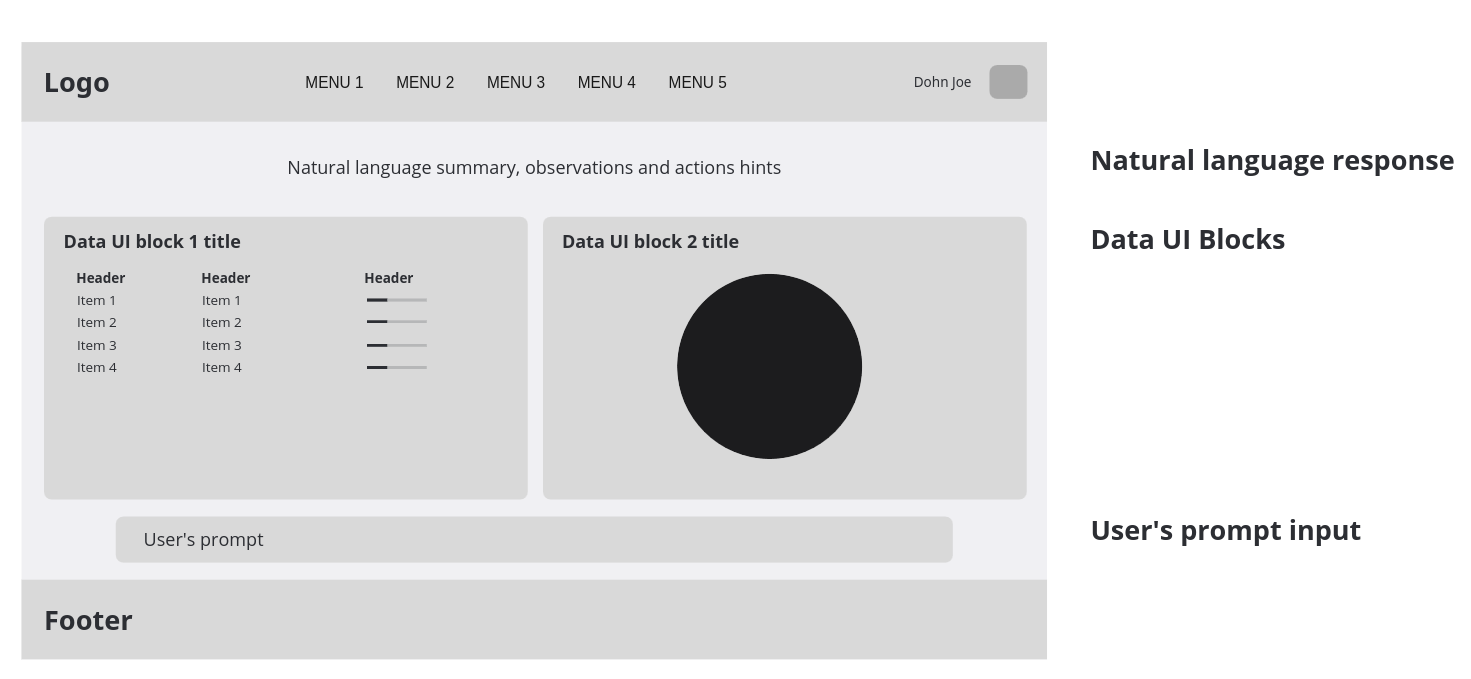 Logo
MENU 1
MENU 2
MENU 3
MENU 4
MENU 5
Dohn Joe
Natural language summary, observations and actions hints
Natural language response
Data UI block 1 title
Header Header Header
Item 1 Item 1
Item 2 Item 2
Item 3 Item 3
Item 4 Item 4
Data UI block 2 title
Data UI Blocks
User's prompt
User's prompt input
Footer